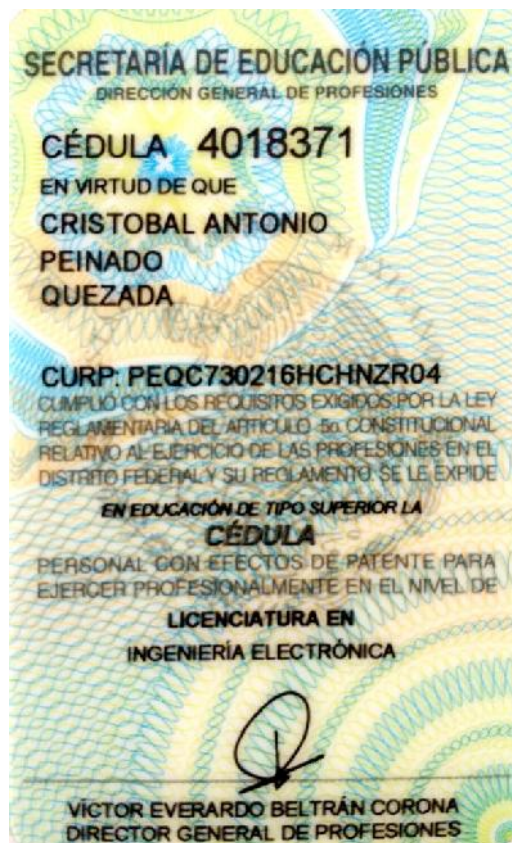 SECRETARÍA DE EDUCACIÓN PÚBLICA
DIRECCIÓN GENERAL DE PROFESIONES
CÉDULA 4018371
EN VIRTUD DE QUE
CRISTOBAL ANTONIO
PEINADO
QUEZADA
CURP: PEQC730216HCHNZR04
CUMPLIÓ CON LOS REQUISITOS EXIGIDOS POR LA LEY
REGLAMENTARIA DEL ARTÍCULO 5o. CONSTITUCIONAL
RELATIVO AL EJERCICIO DE LAS PROFESIONES EN EL
DISTRITO FEDERAL Y SU REGLAMENTO. SE LE EXPIDE
EN EDUCACIÓN DE TIPO SUPERIOR LA
CÉDULA
PERSONAL CON EFECTOS DE PATENTE PARA
EJERCER PROFESIONALMENTE EN EL NIVEL DE
LICENCIATURA EN
INGENIERÍA ELECTRÓNICA
VÍCTOR EVERARDO BELTRÁN CORONA
DIRECTOR GENERAL DE PROFESIONES